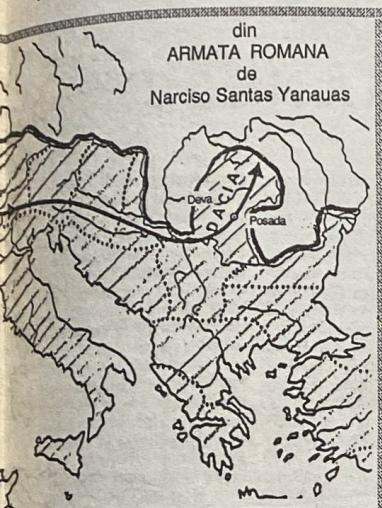 din
ARMATA ROMANA
de
Narciso Santas Yanauas
Deva
DACIA
Posada